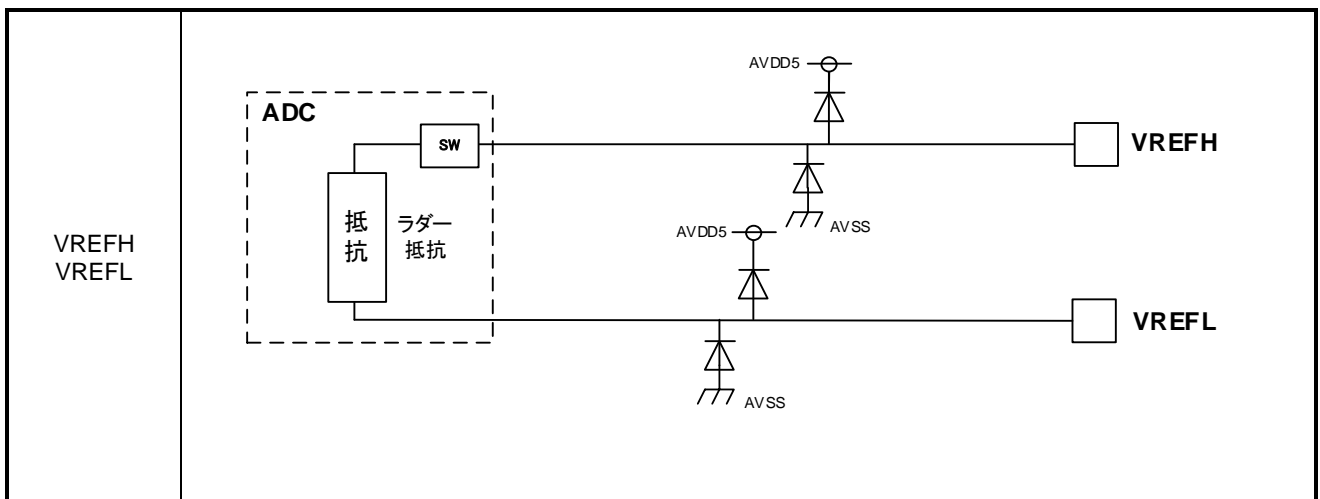 VREFH
VREFL
ADC
SW
抵
抗
ラダー
抵抗
AVDD5
VREFH
AVSS
AVDD5
VREFL
AVSS